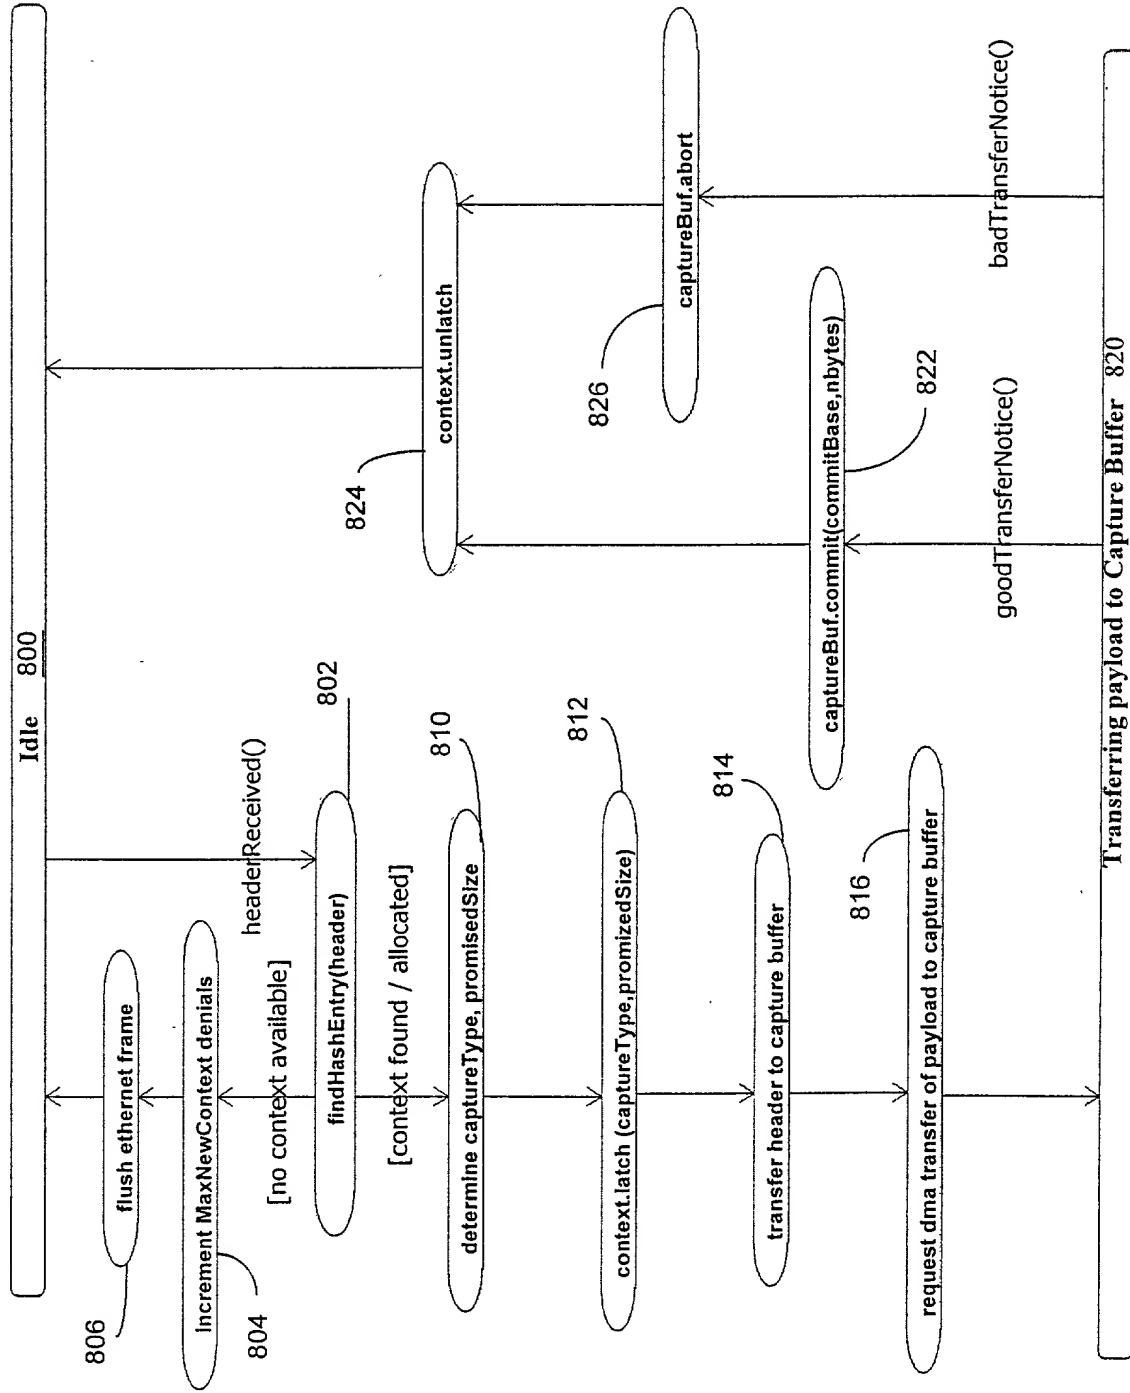 Idle 800
headerReceived()
802
findHashEntry(header)
[no context available]
increment MaxNewContext denials
804
flush ethernet frame
806
[context found / allocated]
determine captureType, promisedSize
810
context.latch (captureType,promizedSize)
812
transfer header to capture buffer
814
request dma transfer of payload to capture buffer
816
Transferring payload to Capture Buffer 820
goodTransferNotice()
captureBuf.commit(commitBase,nbytes)
822
context.unlatch
824
badTransferNotice()
captureBuf.abort
826